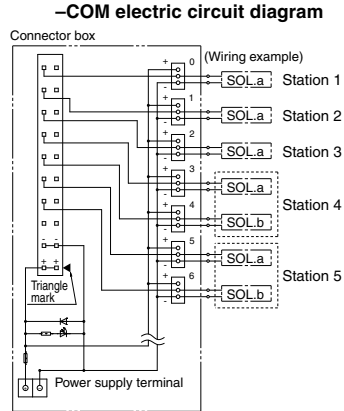 –COM electric circuit diagram
Connector box
(Wiring example)
+ 0
-
SOL.a Station 1
+ 1
-
SOL.a Station 2
+ 2
-
SOL.a Station 3
+ 3
-
SOL.a
Station 4
+ 4
-
SOL.b
+ 5
-
SOL.a
Station 5
+ 6
-
SOL.b
- -
+ +
Triangle
mark
Power supply terminal